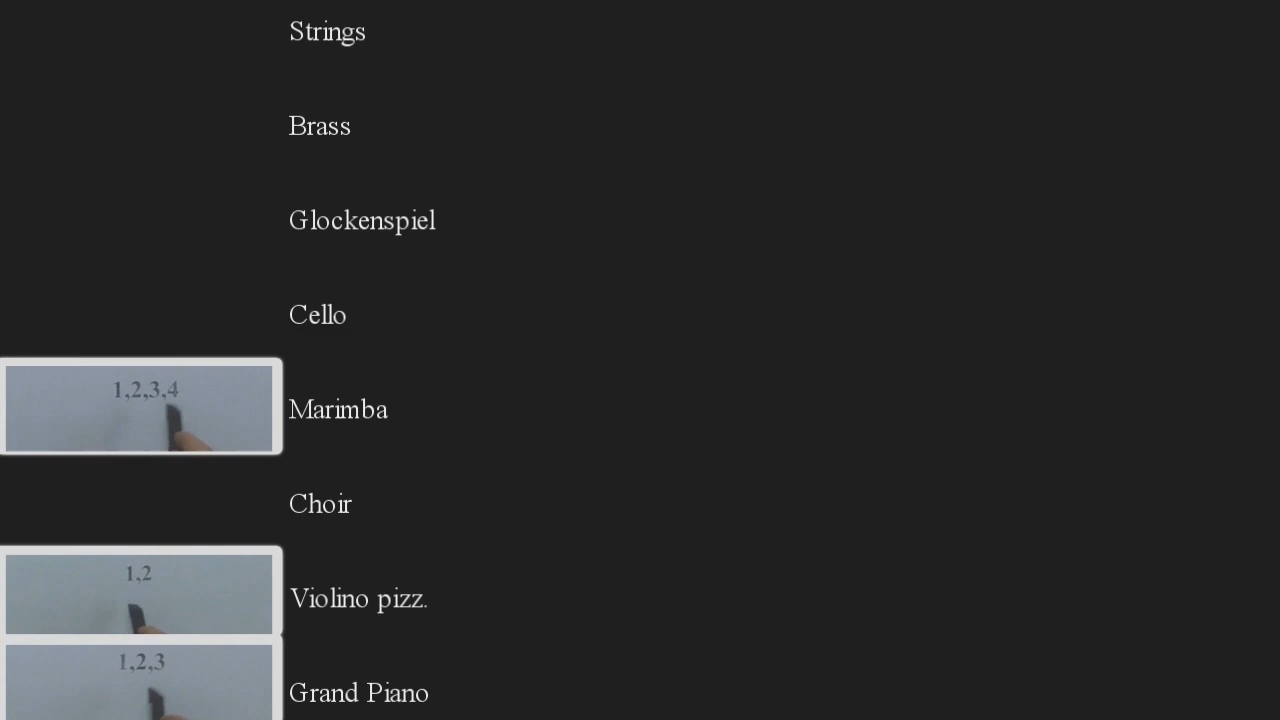 Strings
Brass
Glockenspiel
Cello
1,2,3,4
Marimba
Choir
1,2
Violino pizz.
1,2,3
Grand Piano